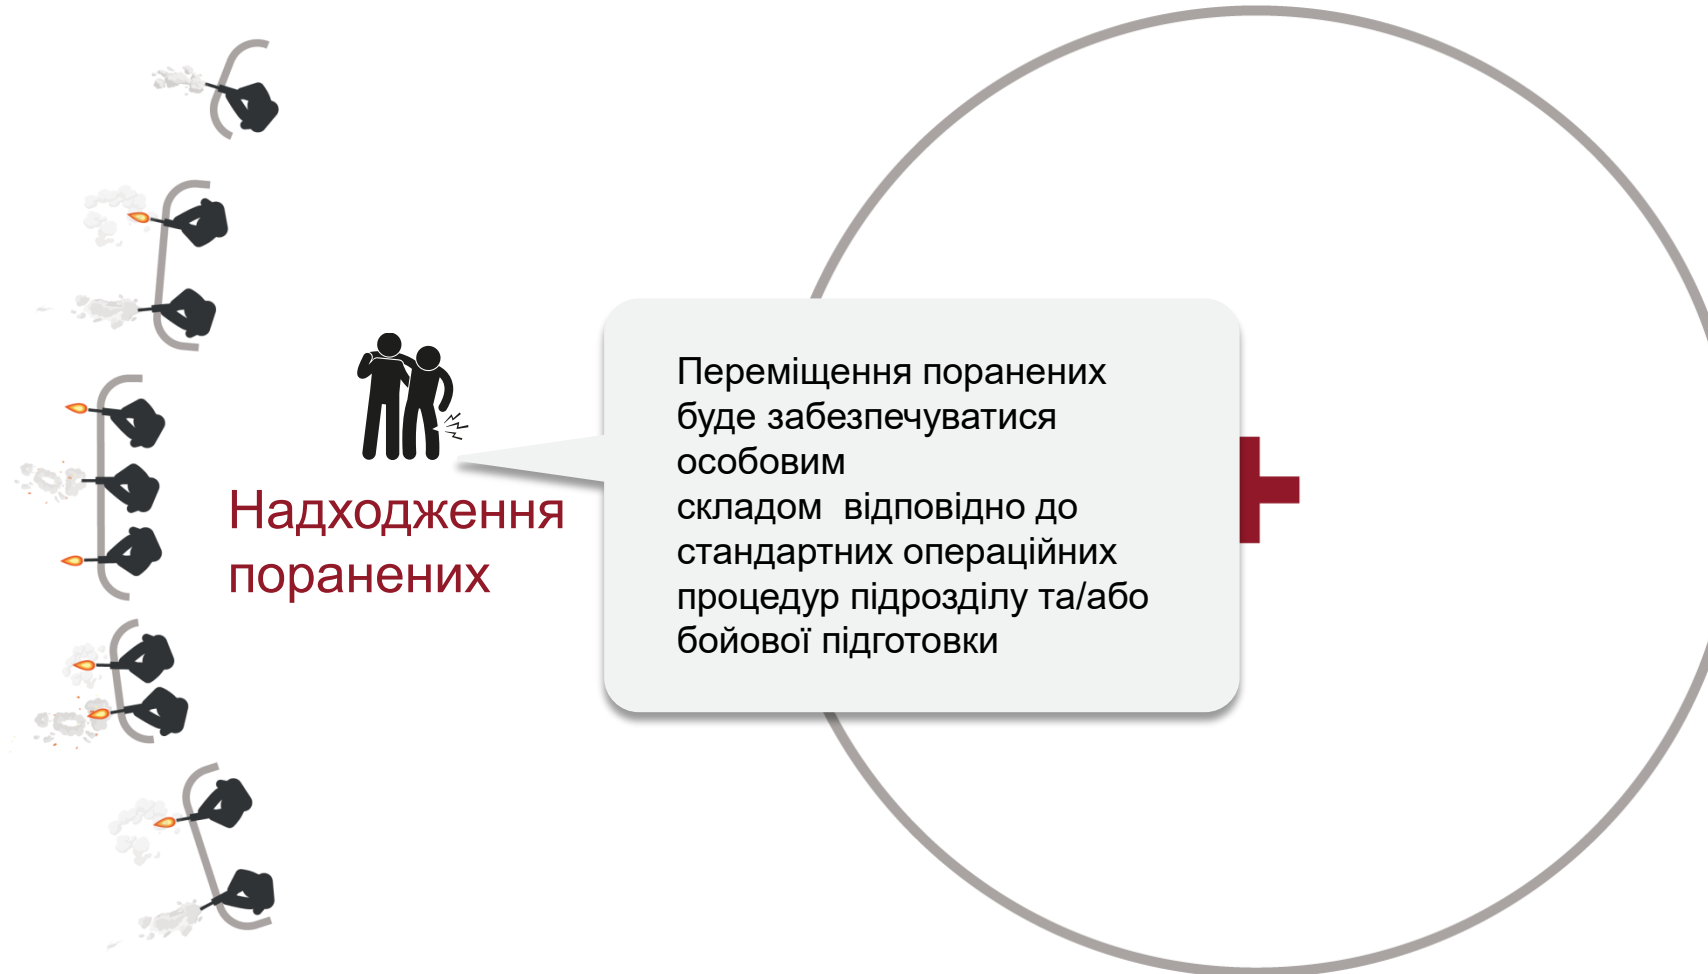 Надходження
поранених
Переміщення поранених
буде забезпечуватися
особовим
складом  відповідно до
стандартних операційних
процедур підрозділу та/або
бойової підготовки